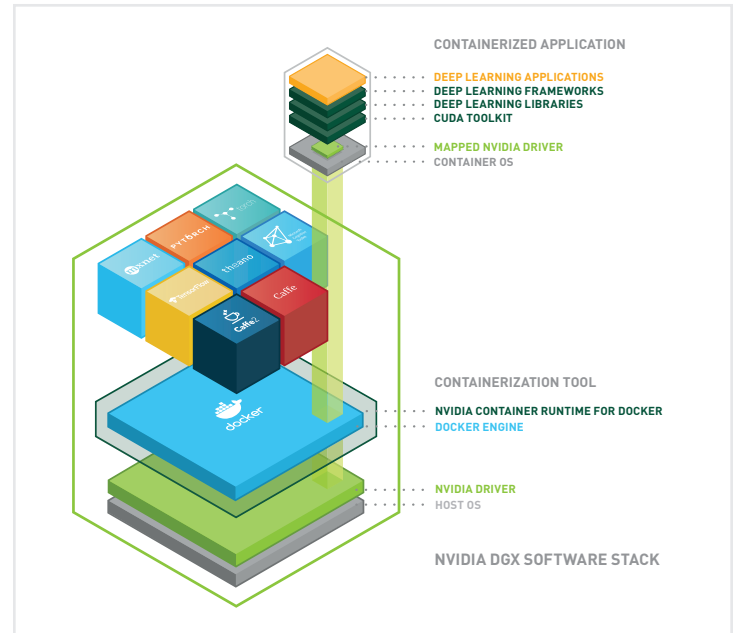 CONTAINERIZED APPLICATION
DEEP LEARNING APPLICATIONS
DEEP LEARNING FRAMEWORKS
DEEP LEARNING LIBRARIES
CUDA TOOLKIT
MAPPED NVIDIA DRIVER
CONTAINER OS
torch
PYTORCH
mxnet
theano
TensorFlow
Caffe
Caffe2
CONTAINERIZATION TOOL
NVIDIA CONTAINER RUNTIME FOR DOCKER
docker
DOCKER ENGINE
NVIDIA DRIVER
HOST OS
NVIDIA DGX SOFTWARE STACK